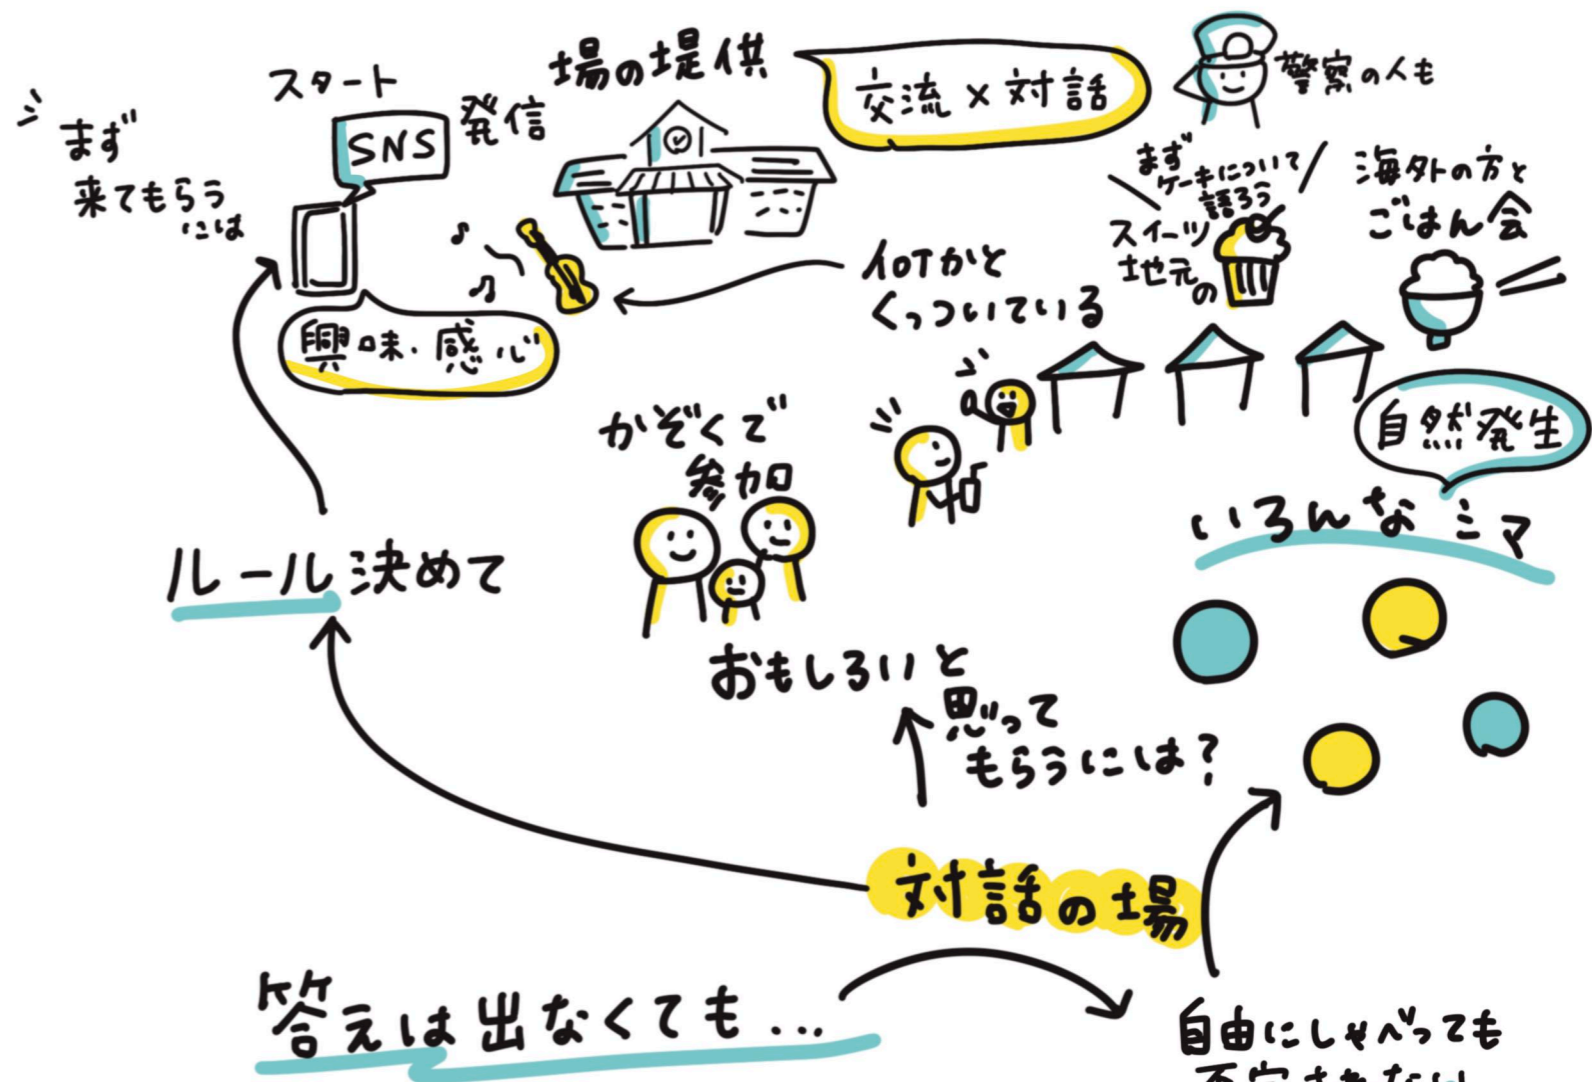 まず
来てもらう
には
スタート
SNS
発信
興味・感心
場の堤供
交流×対話
警察の人も
まず
ケーキについて
語ろう
スイーツ
地元の
海外の方と
ごはん会
何かと
くっついている
かぞくで
参加
自然発生
いろんなシマ
ルール決めて
おもしろいと
思って
もらうには?
対話の場
答えは出なくても...
自由にしゃべっても